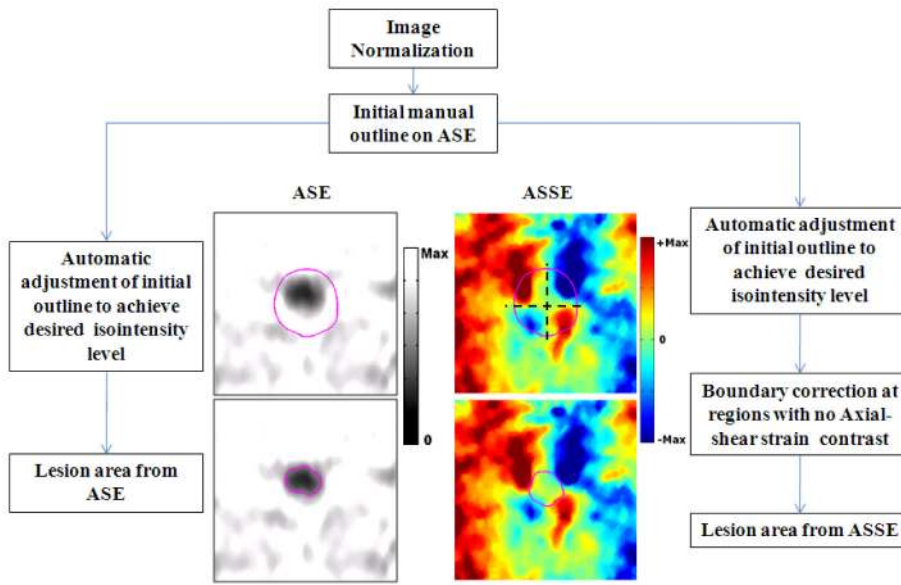 Image
Normalization
Initial manual
outline on ASE
ASE
ASSE
Automatic
adjustment of initial
outline to achieve
desired isointensity
level
Lesion area from
ASE
Max
0
+Max
0
-Max
Automatic adjustment
of initial outline to
achieve desired
isointensity level
Boundary correction at
regions with no Axial-
shear strain contrast
Lesion area from ASSE